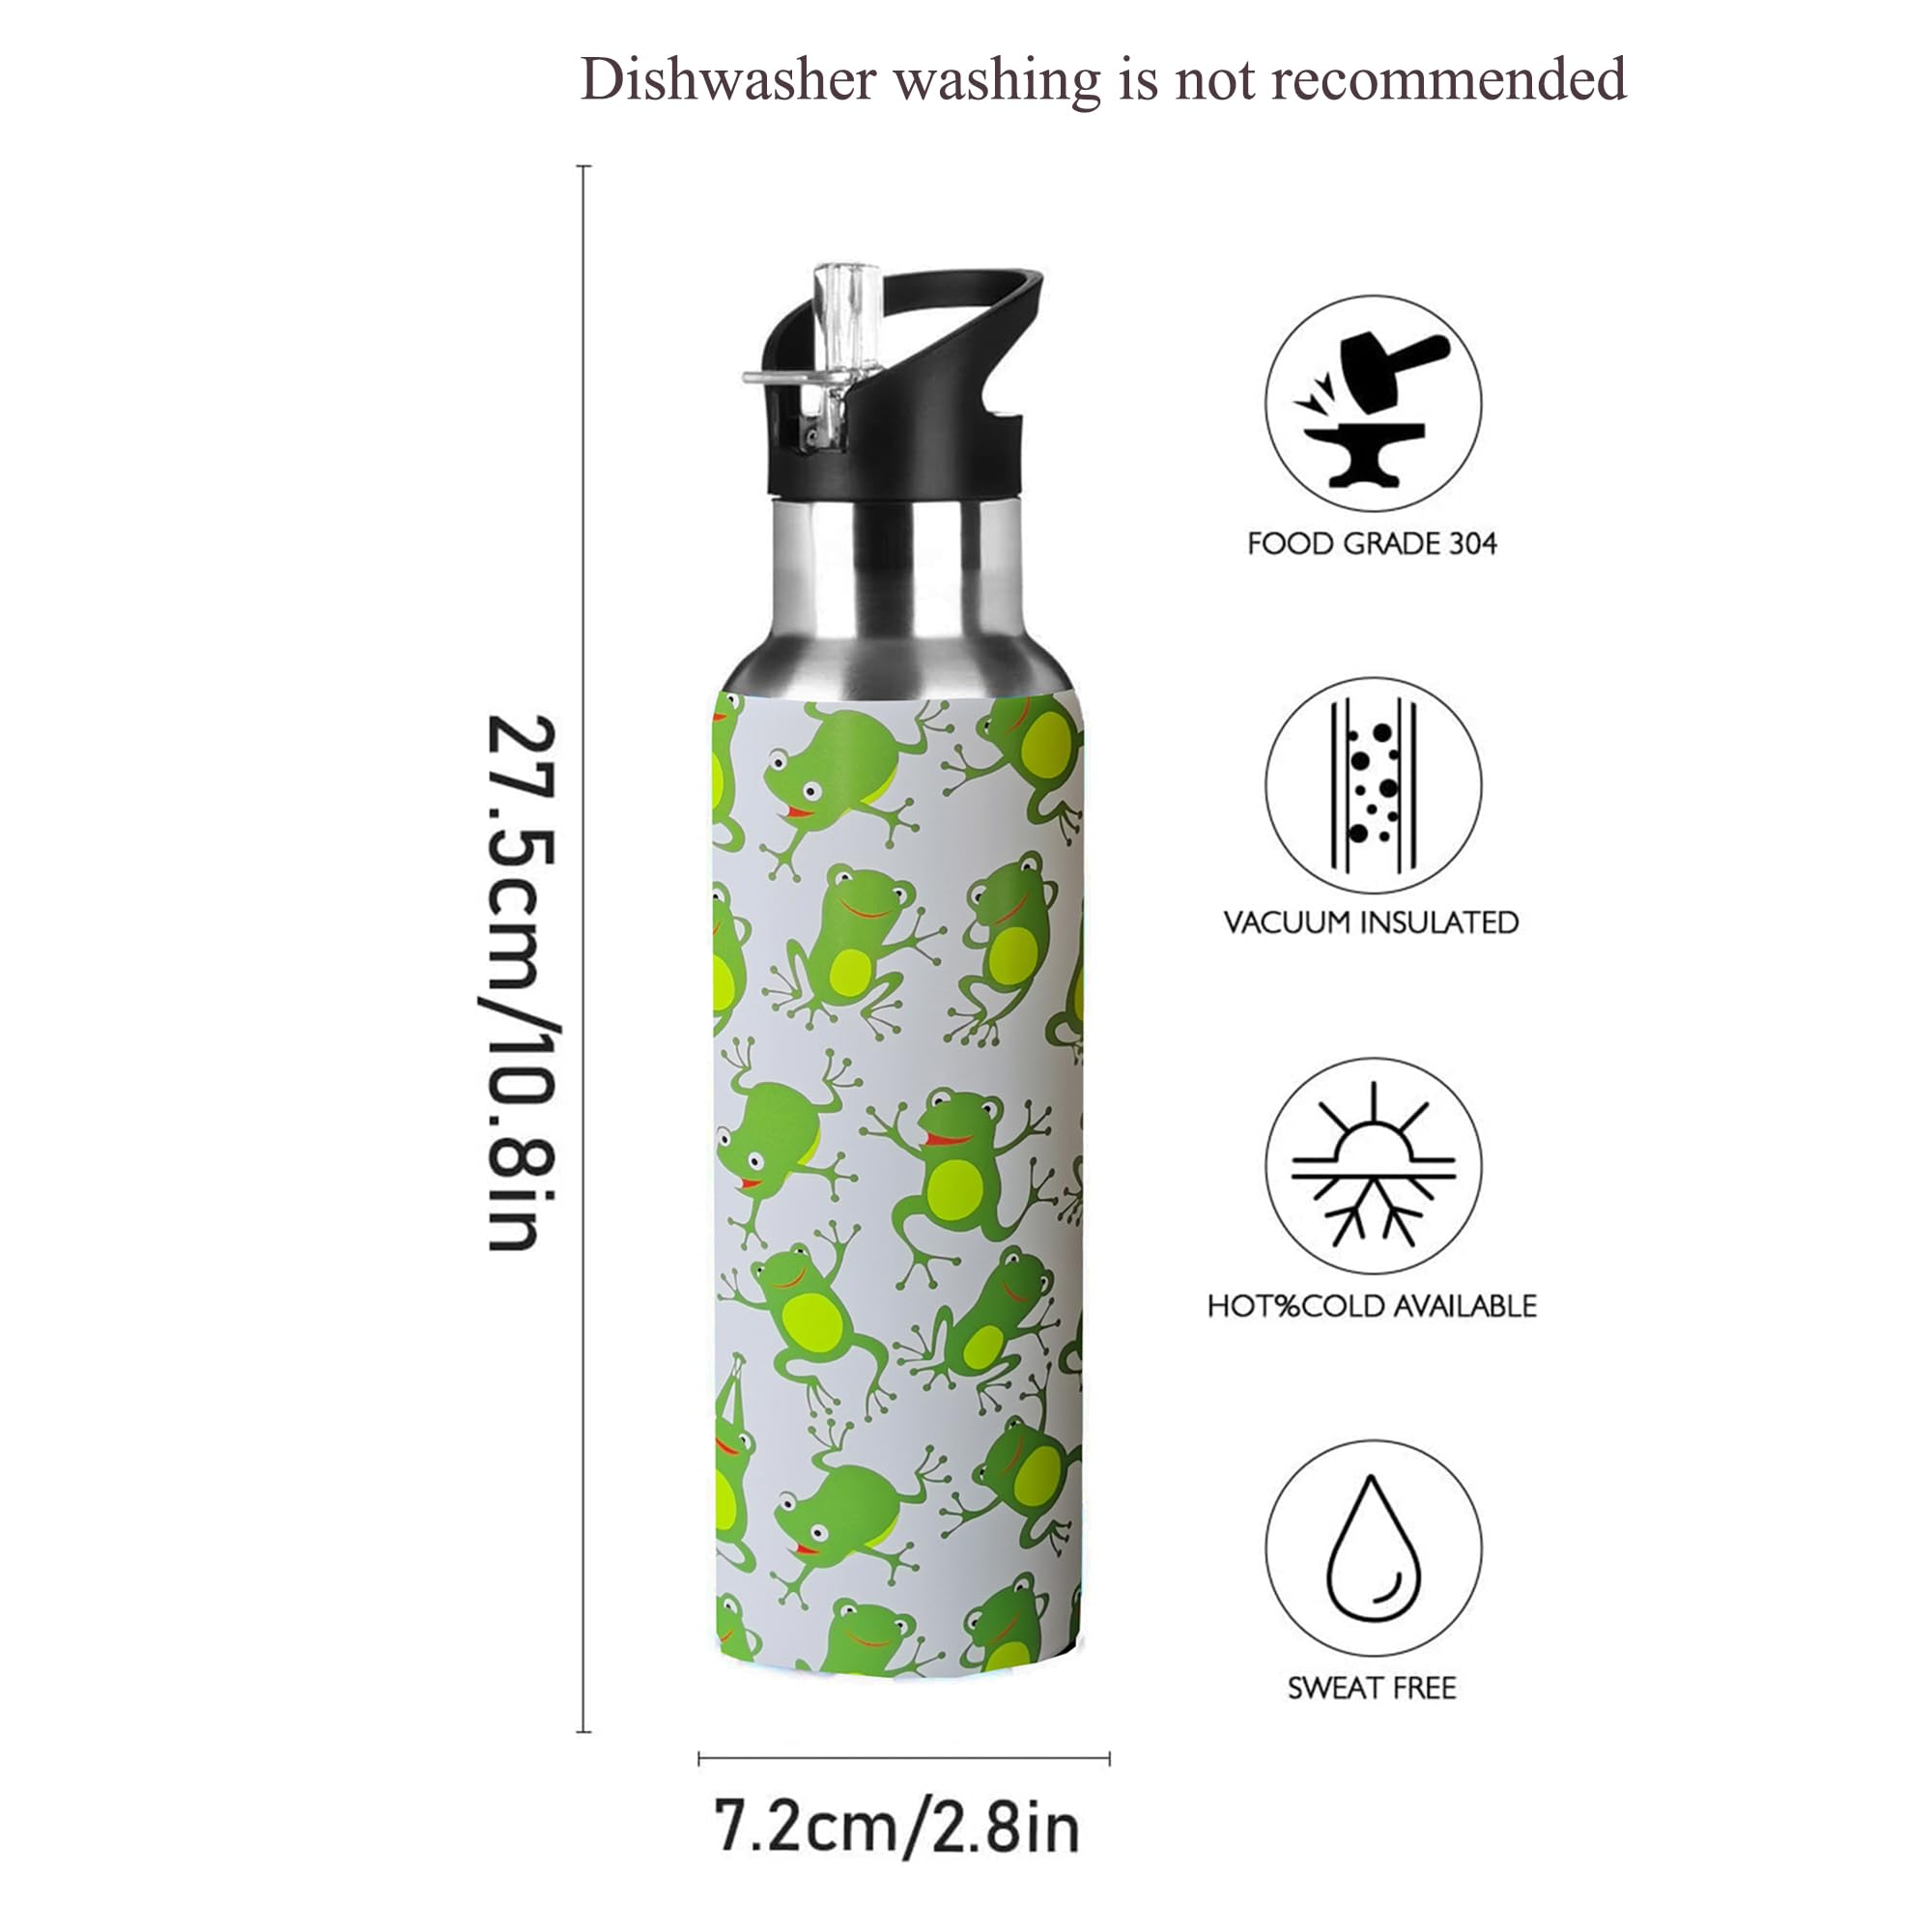 Dishwasher washing is not recommended
27.5cm/10.8in
FOOD GRADE 304
VACUUM INSULATED
HOT%COLD AVAILABLE
SWEAT FREE
7.2cm/2.8in